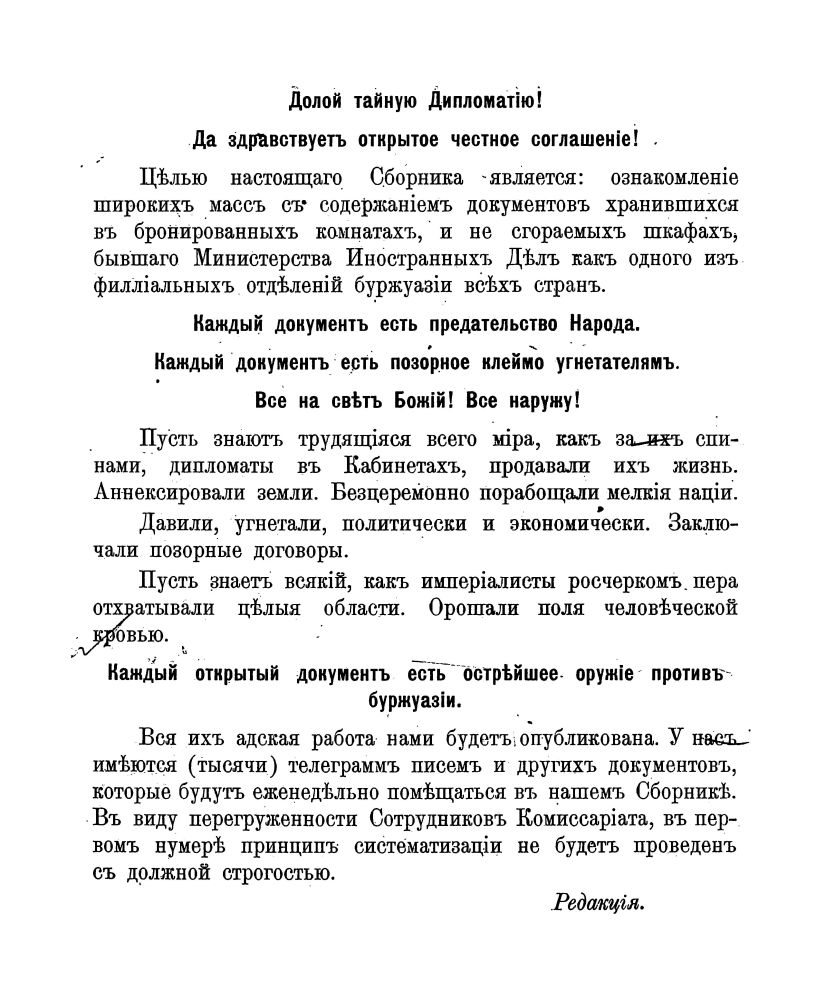 Долой тайную Дипломатію!
Да здравствуетъ открытое честное соглашеніе!
Цѣлью настоящаго Сборника является: ознакомленіе
широкихъ массъ съ содержаніемъ документовъ хранившихся
въ бронированныхъ комнатахъ, и не сгораемыхъ шкафахъ,
бывшаго Министерства Иностранныхъ Дѣлъ какъ одного изъ
филліальныхъ отдѣленій буржуазіи всѣхъ странъ.
Каждый документъ есть предательство Народа.
Каждый документъ есть позорное клеймо угнетателямъ.
Все на свѣтъ Божій! Все наружу!
Пусть знаютъ трудящіяся всего міра, какъ за ихъ спи-
нами, дипломаты въ Кабинетахъ, продавали ихъ жизнь.
Аннексировали земли. Безцеремонно порабощали мелкія націи.
Давили, угнетали, политически и экономически. Заклю-
чали позорные договоры.
Пусть знаетъ всякій, какъ имперіалисты росчеркомъ пера
отхватывали цѣлыя области. Орошали поля человѣческой
кровью.
Каждый открытый документъ есть острѣйшее оружіе противъ
буржуазіи.
Вся ихъ адская работа нами будетъ опубликована. У насъ
имѣются (тысячи) телеграммъ писемъ и другихъ документовъ,
которые будутъ еженедѣльно помѣщаться въ нашемъ Сборникѣ.
Въ виду перегруженности Сотрудниковъ Комиссаріата, въ пер-
вомъ нумерѣ принципъ систематизаціи не будетъ проведенъ
съ должной строгостью.
Редакція.